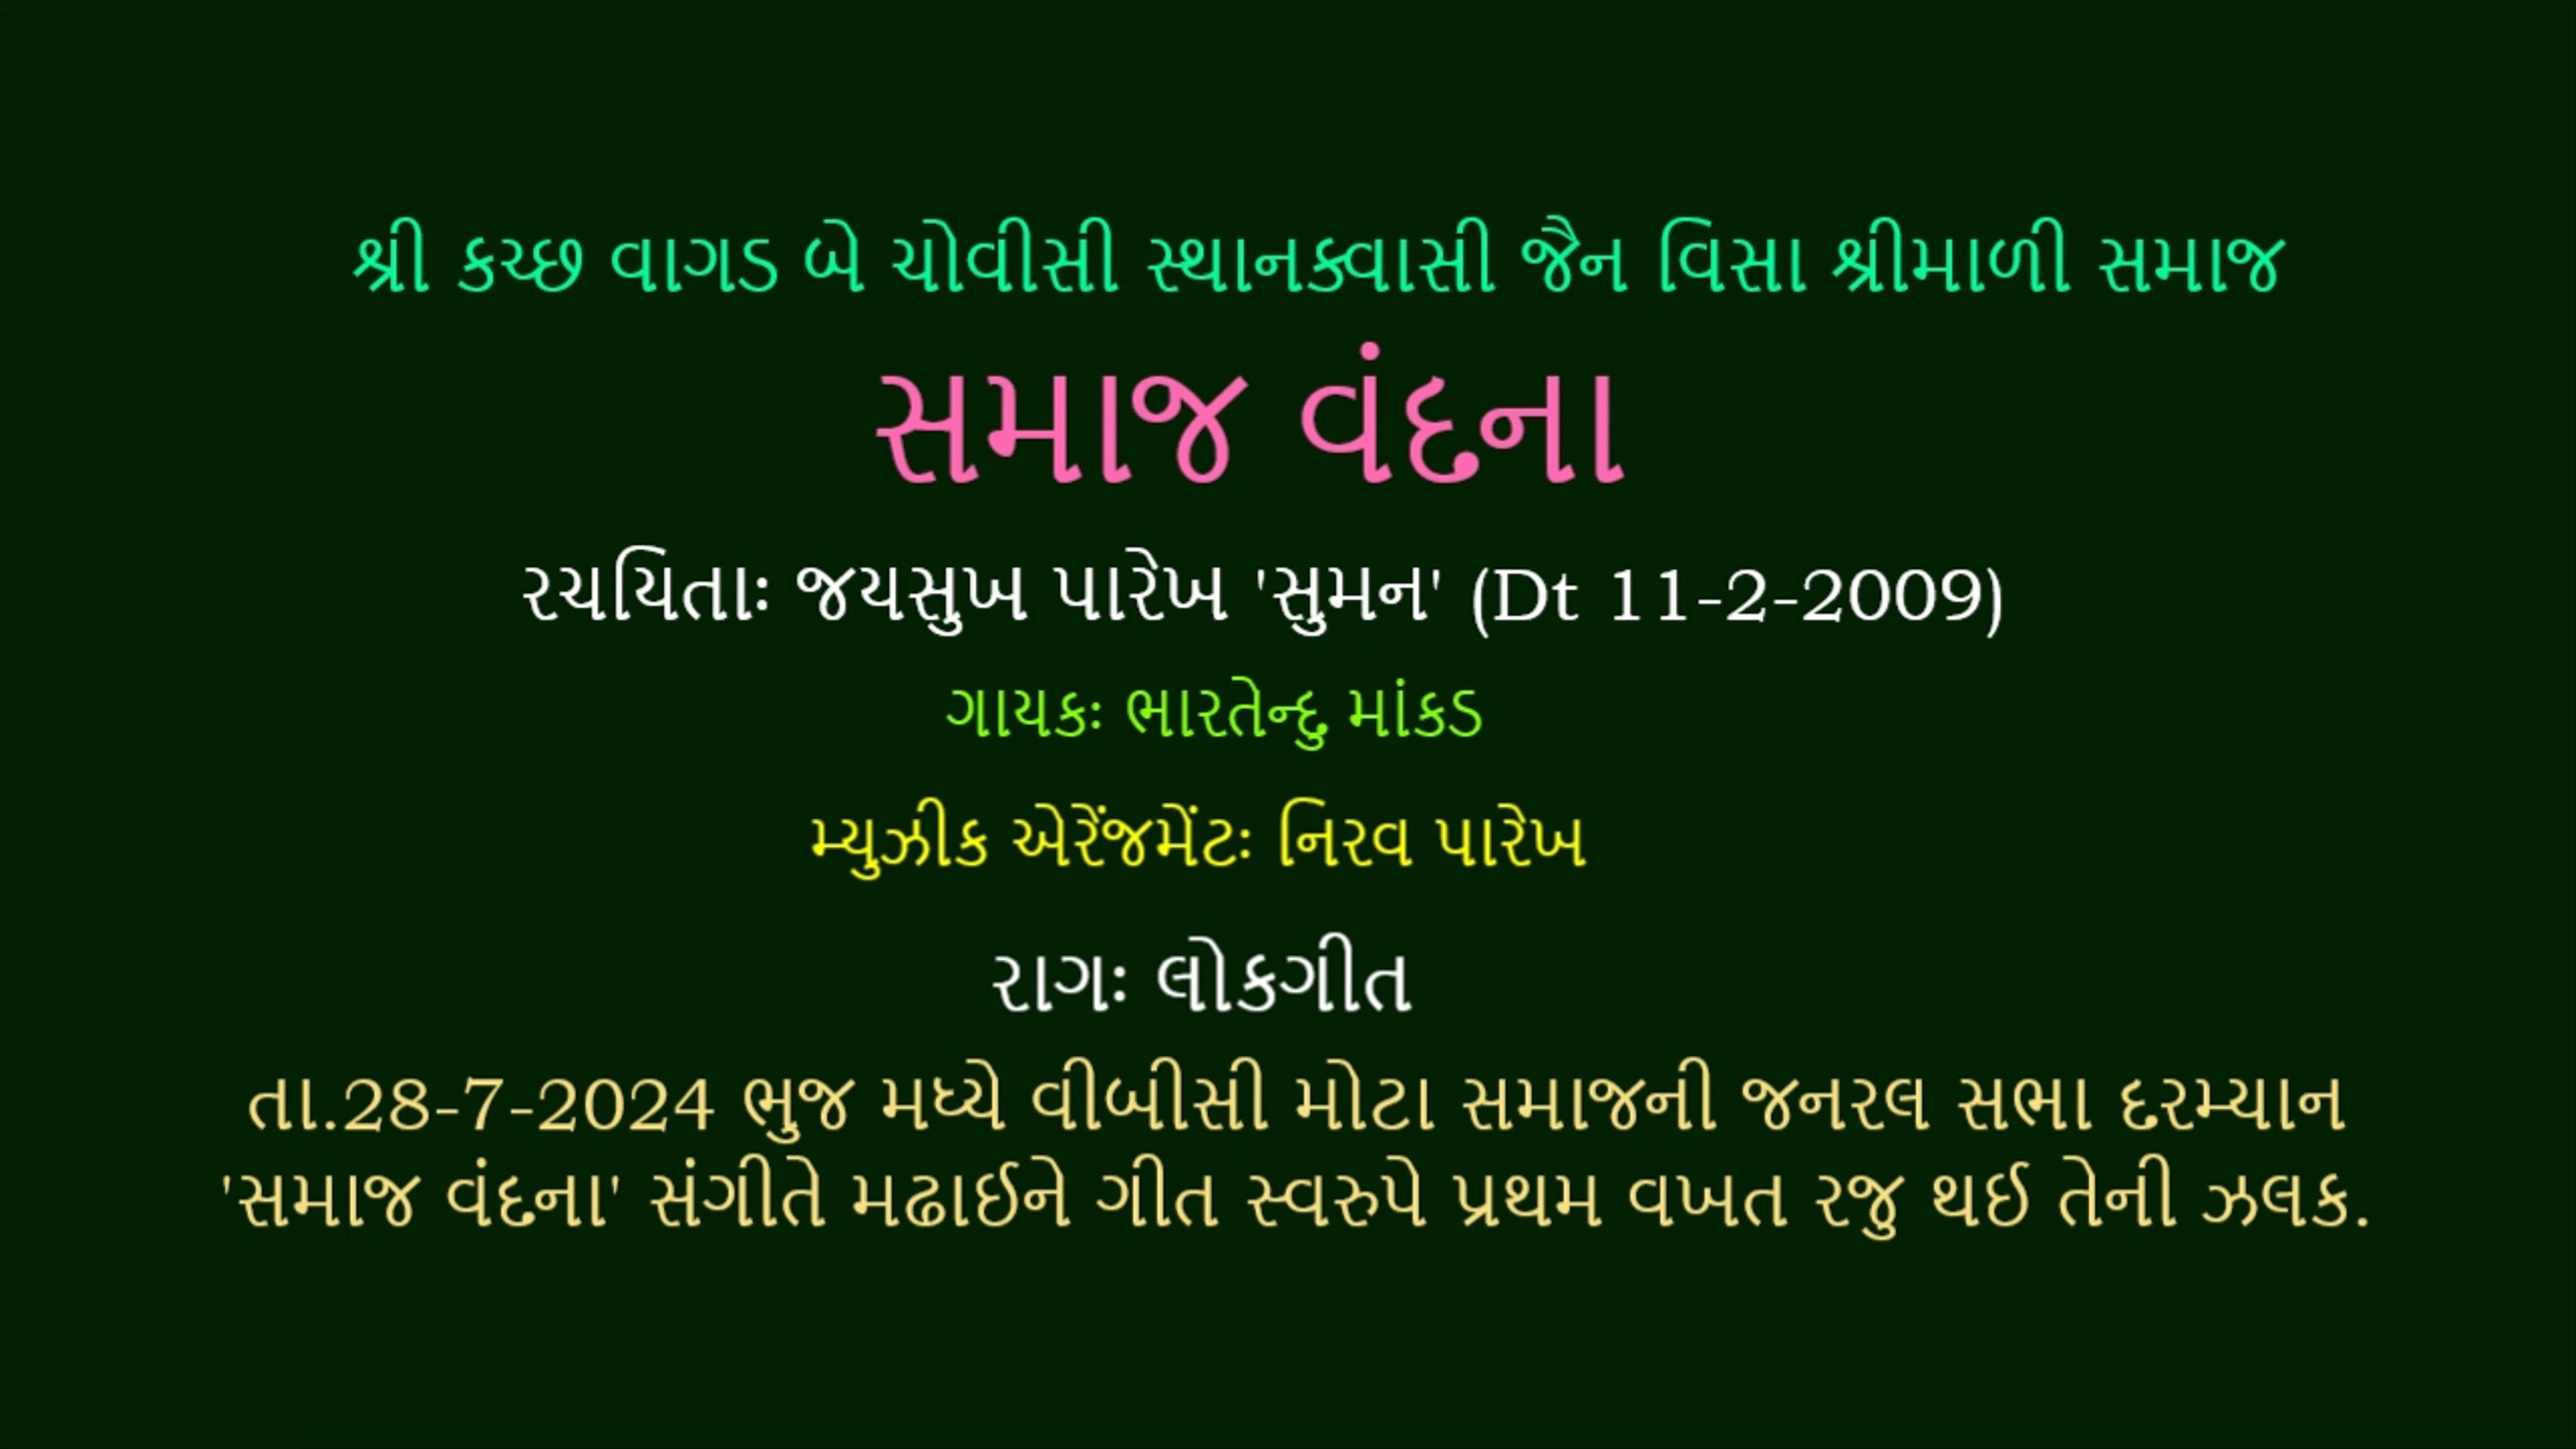 શ્રી કચ્છ વાગડ બે ચોવીસી સ્થાનક્વાસી જૈન વિસા શ્રીમાળી સમાજ
સમાજ વંદના
રચયિતાઃ જયસુખ પારેખ 'સુમન' (Dt 11-2-2009)
ગાયકઃ ભારતેન્દુ માંકડ
મ્યુઝીક એરેંજમેંટઃ નિરવ પારેખ
રાગઃ લોકગીત
તા.28-7-2024 ભુજ મધ્યે વીબીસી મોટા સમાજની જનરલ સભા દરમ્યાન
'સમાજ વંદના' સંગીતે મઢાઈને ગીત સ્વરુપે પ્રથમ વખત રજુ થઈ તેની ઝલક.